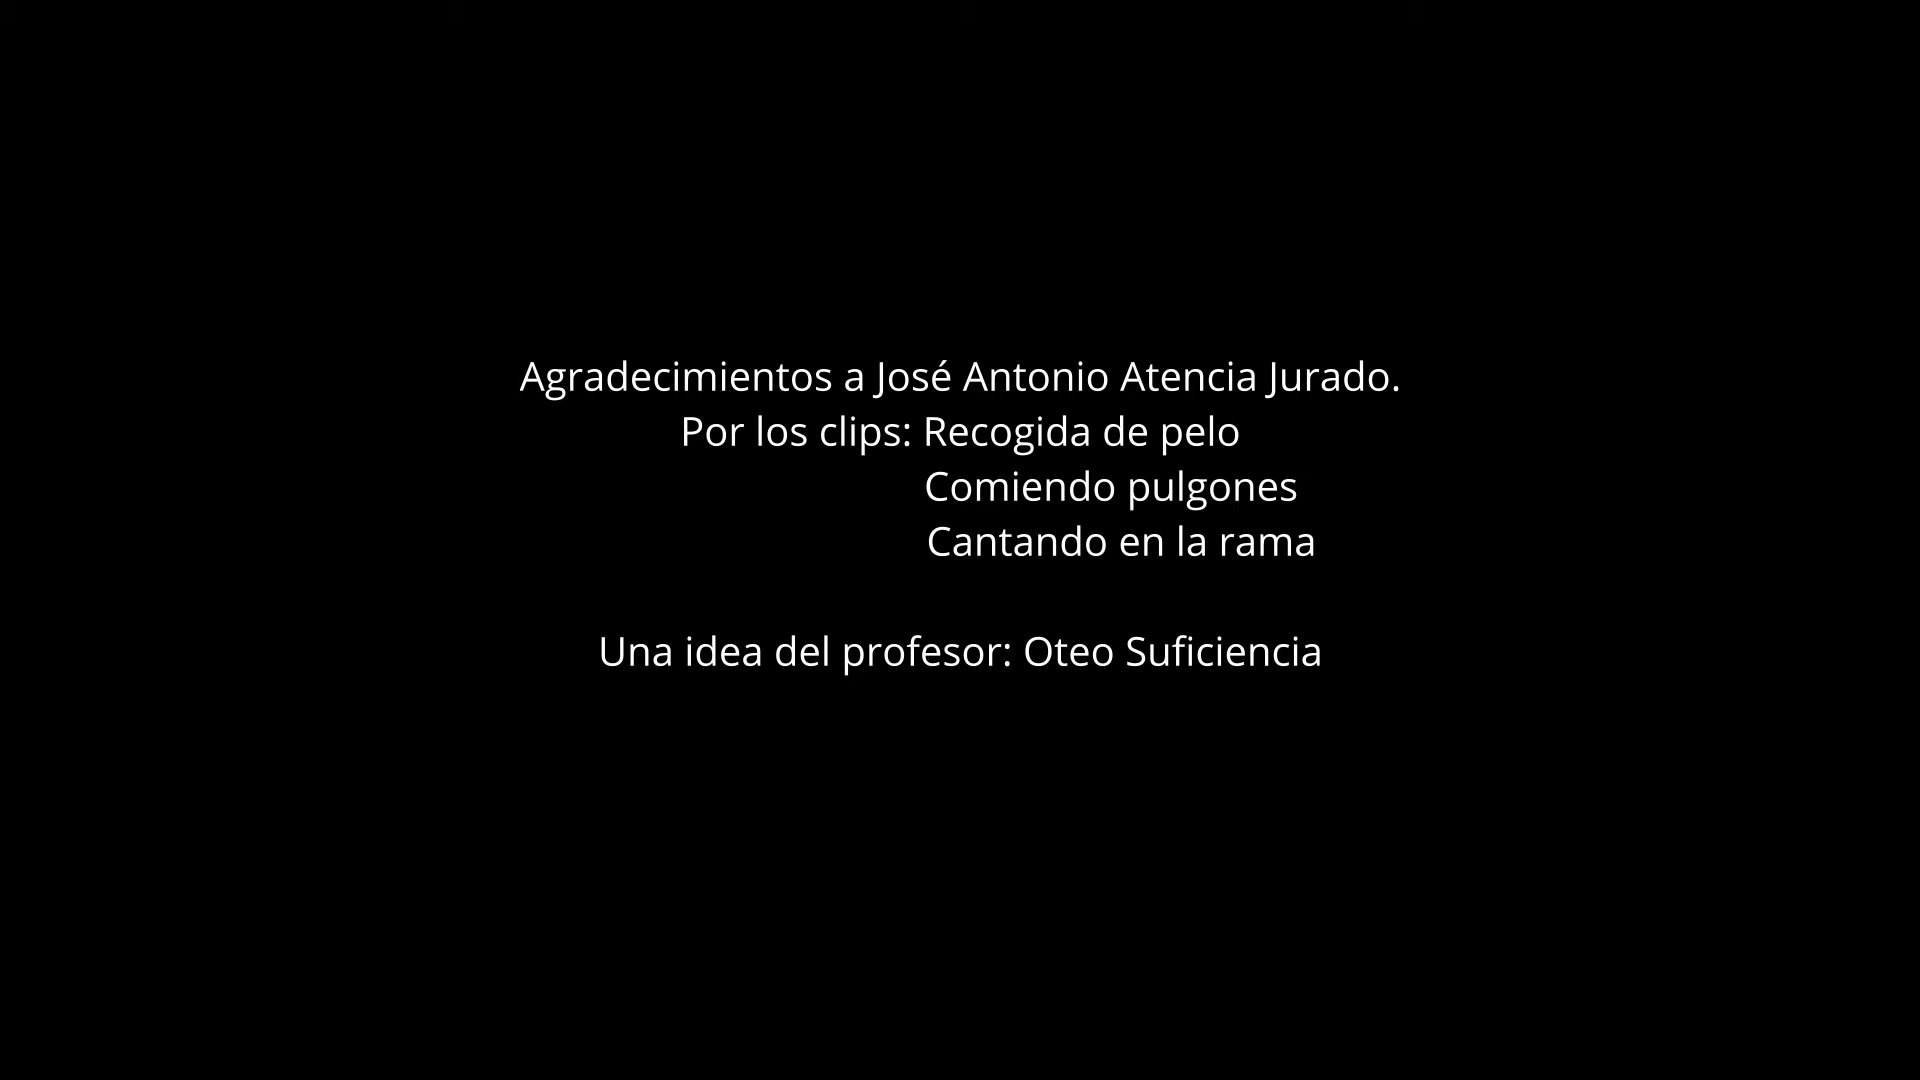 Agradecimientos a José Antonio Atencia Jurado.
Por los clips: Recogida de pelo
Comiendo pulgones
Cantando en la rama
Una idea del profesor: Oteo Suficiencia